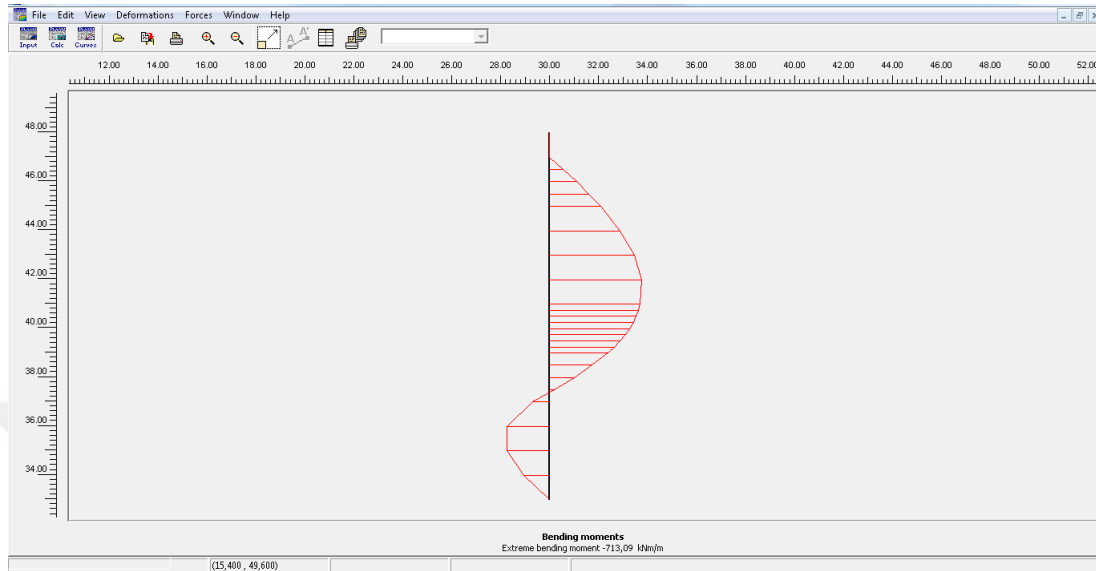 File Edit View Deformations Forces Window Help
Input Calc Curves
12.00 14.00 16.00 18.00 20.00 22.00 24.00 26.00 28.00 30.00 32.00 34.00 36.00 38.00 40.00 42.00 44.00 46.00 48.00 50.00 52.00
48.00
46.00
44.00
42.00
40.00
38.00
36.00
34.00
Bending moments
Extreme bending moment -713,09 kNm/m
(15,400 , 49,600)